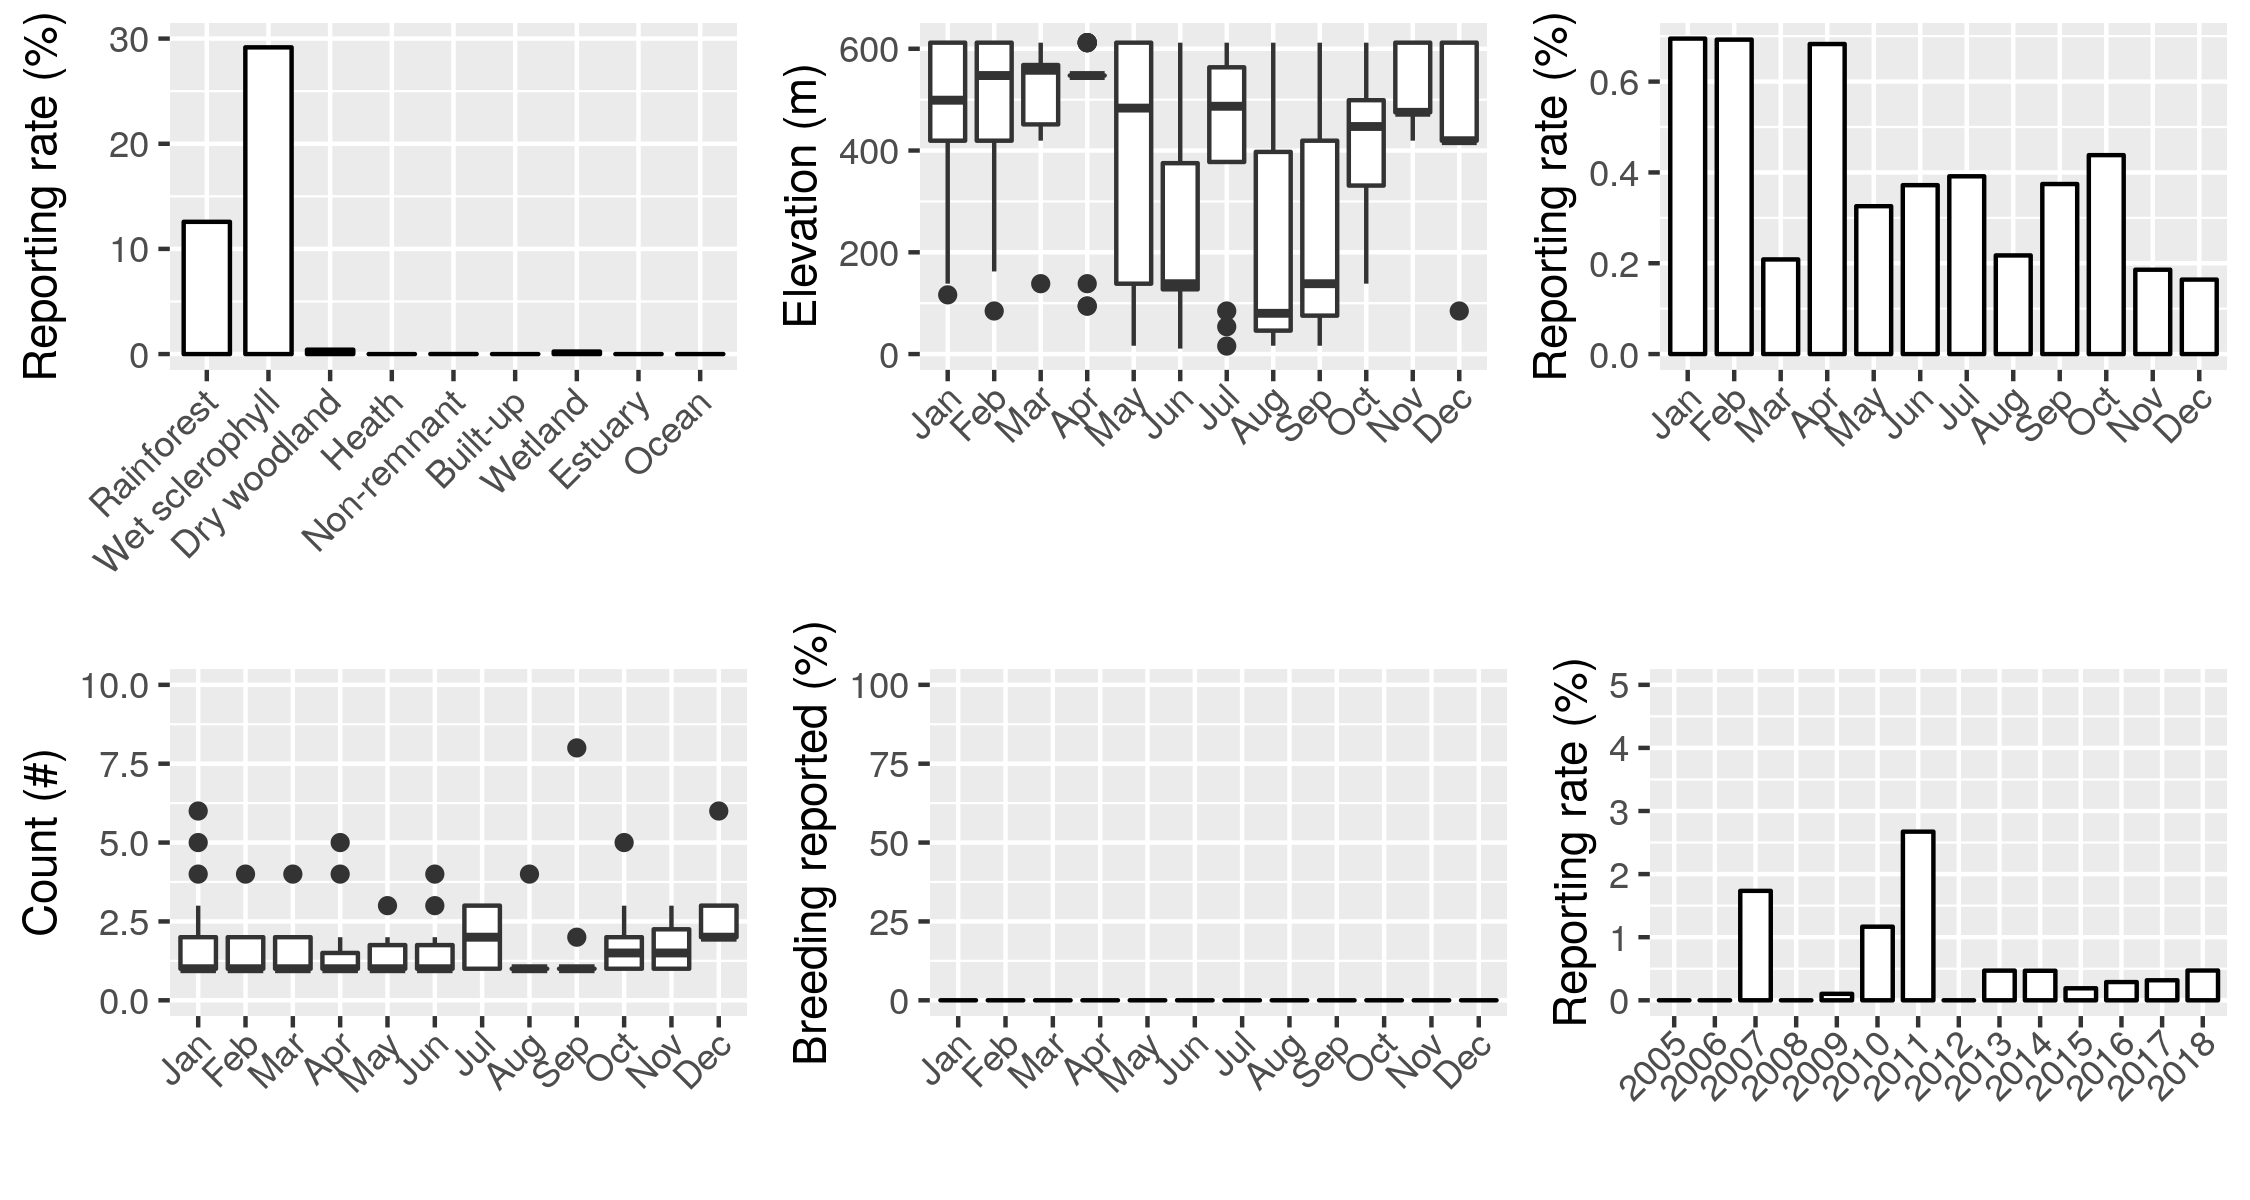 Reporting rate (%)
30
20
10
0
Rainforest
Wet sclerophyll
Dry woodland
Heath
Non-remnant
Built-up
Wetland
Estuary
Ocean
Elevation (m)
600
400
200
0
Jan
Feb
Mar
Apr
May
Jun
Jul
Aug
Sep
Oct
Nov
Dec
Reporting rate (%)
0.6
0.4
0.2
0.0
Jan
Feb
Mar
Apr
May
Jun
Jul
Aug
Sep
Oct
Nov
Dec
Count (#)
10.0
7.5
5.0
2.5
0.0
Jan
Feb
Mar
Apr
May
Jun
Jul
Aug
Sep
Oct
Nov
Dec
Breeding reported (%)
100
75
50
25
0
Jan
Feb
Mar
Apr
May
Jun
Jul
Aug
Sep
Oct
Nov
Dec
Reporting rate (%)
5
4
3
2
1
0
2005
2006
2007
2008
2009
2010
2011
2012
2013
2014
2015
2016
2017
2018